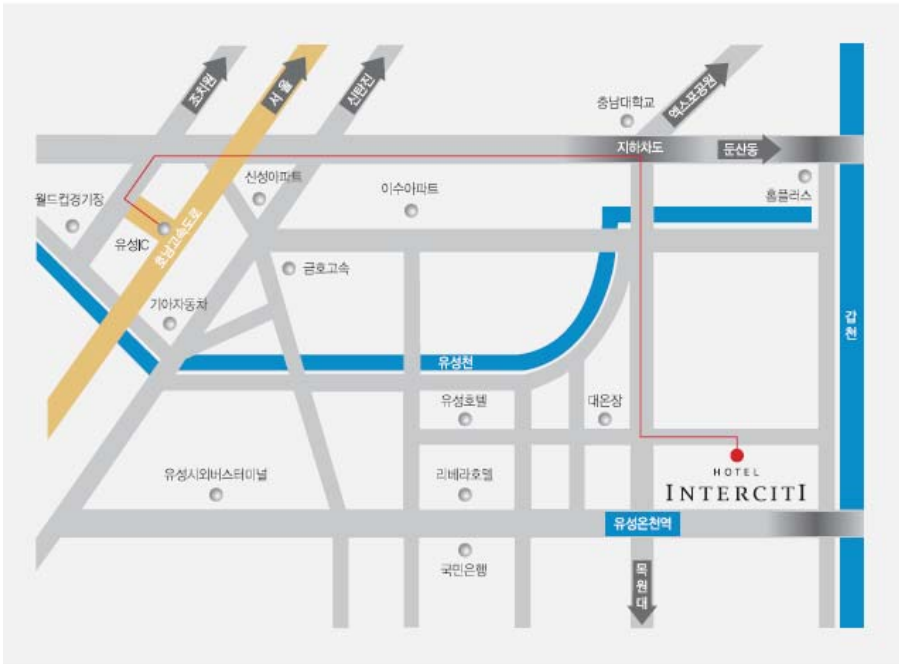 조치원
서울
신탄진
충남대학교
엑스포공원
지하차도
둔산동
신성아파트
이수아파트
월드컵경기장
홈플러스
유성IC
호남고속도로
금호고속
기아자동차
갑천
유성천
유성호텔
대온장
유성시외버스터미널
리베라호텔
HOTEL
INTERCITI
유성온천역
국민은행
목원대